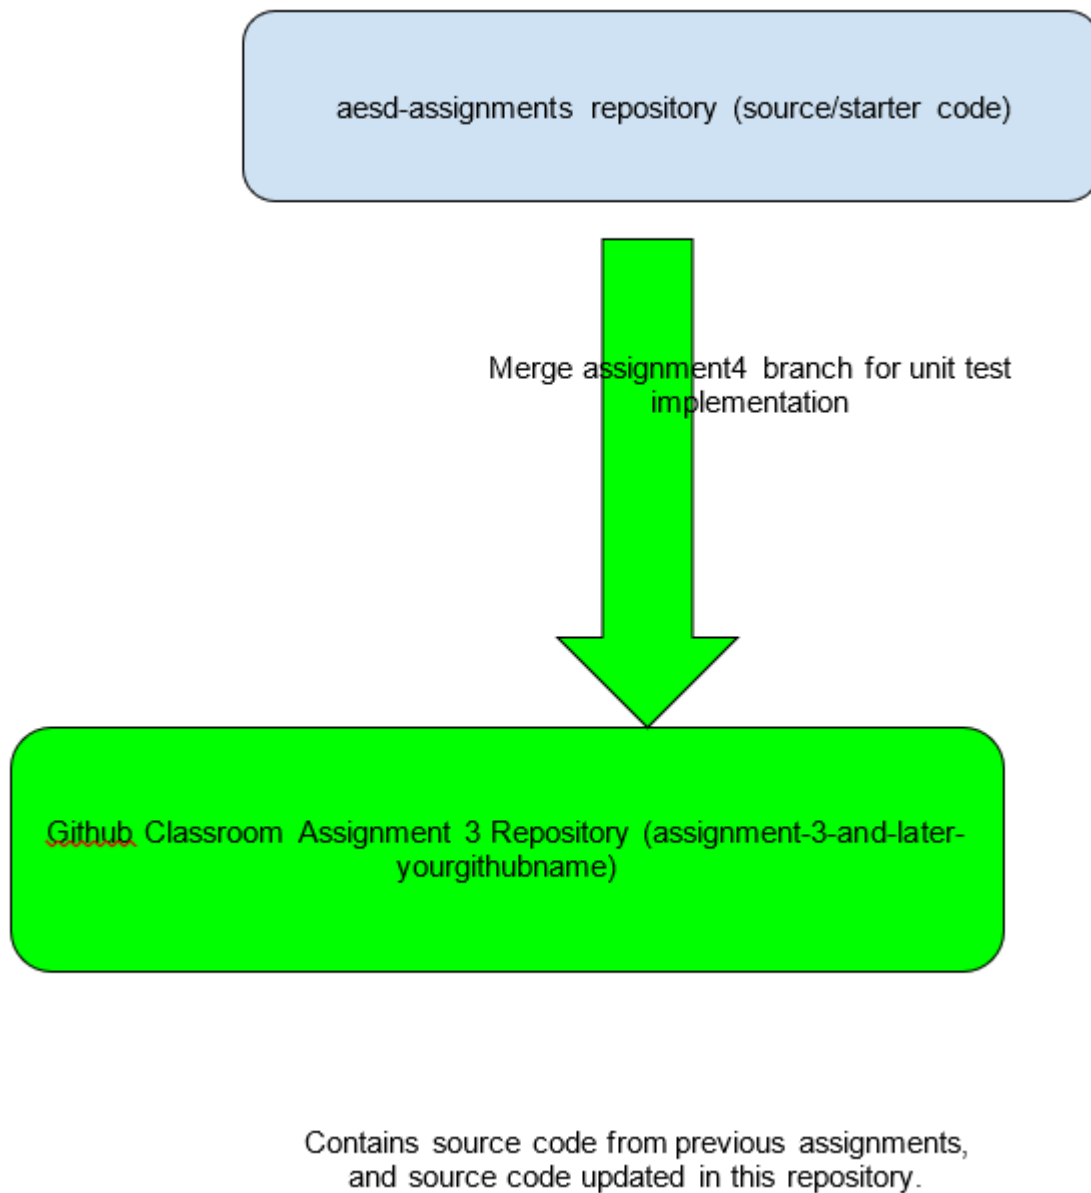 aesd-assignments repository (source/starter code)
Merge assignment4 branch for unit test
implementation
Github Classroom Assignment 3 Repository (assignment-3-and-later-
yourgithubname)
Contains source code from previous assignments,
and source code updated in this repository.